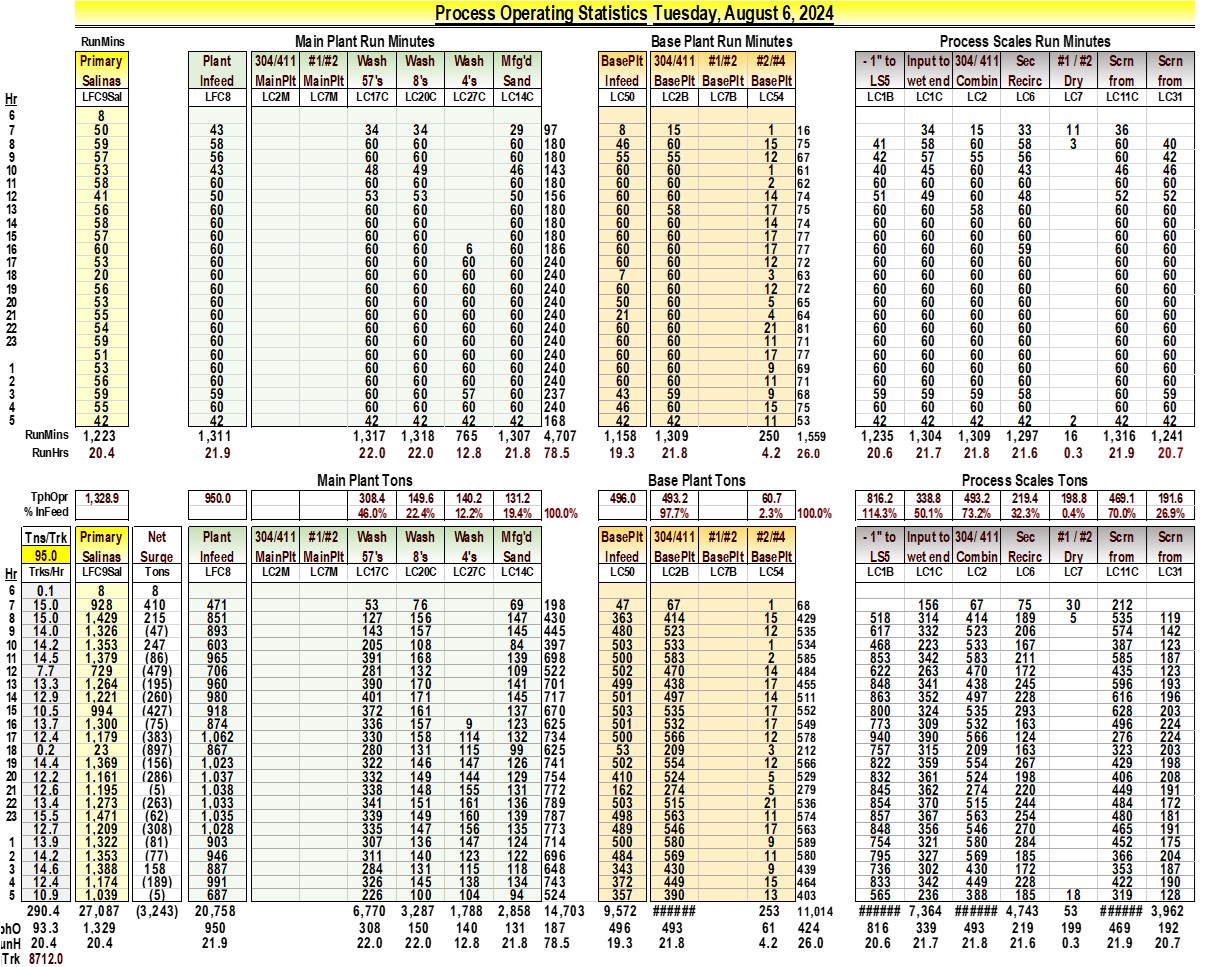 Process Operating Statistics Tuesday, August 6, 2024
RunMins Main Plant Run Minutes Base Plant Run Minutes Process Scales Run Minutes
Primary Plant 304/411 #1/#2 Wash Wash Wash Mfg'd BasePlt 304/411 #1/#2 #2/#4 - 1" to Input to 304/ 411 Sec #1 / #2 Scrn Scrn
Salinas Infeed MainPlt MainPlt 57's 8's 4's Sand Infeed BasePlt BasePlt BasePlt LS5 wet end Combin Recirc Dry from from
Hr LFC9Sal LFC8 LC2M LC7M LC17C LC20C LC27C LC14C LC50 LC2B LC7B LC54 LC1B LC1C LC2 LC6 LC7 LC11C LC31
6 8
7 50 43 34 34 29 97 8 15 1 16 34 15 33 11 36
8 59 58 60 60 60 180 46 60 15 75 41 58 60 58 3 60 40
9 57 56 60 60 60 180 55 55 12 67 42 57 55 56 60 42
10 53 43 48 49 46 143 60 60 1 61 40 45 60 43 46 46
11 58 60 60 60 60 180 60 60 2 62 60 60 60 60 60 60
12 41 50 53 53 50 156 60 60 14 74 51 49 60 48 52 52
13 56 60 60 60 60 180 60 58 17 75 60 60 58 60 60 60
14 58 60 60 60 60 180 60 60 14 74 60 60 60 60 60 60
15 57 60 60 60 60 180 60 60 17 77 60 60 60 60 60 60
16 60 60 60 60 6 60 186 60 60 17 77 60 60 60 59 60 60
17 53 60 60 60 60 60 240 60 60 12 72 60 60 60 60 60 60
18 20 60 60 60 60 60 240 7 60 3 63 60 60 60 60 60 60
19 56 60 60 60 60 60 240 60 60 12 72 60 60 60 60 60 60
20 53 60 60 60 60 60 240 50 60 5 65 60 60 60 60 60 60
21 55 60 60 60 60 60 240 21 60 4 64 60 60 60 60 60 60
22 54 60 60 60 60 60 240 60 60 21 81 60 60 60 60 60 60
23 59 60 60 60 60 60 240 60 60 11 71 60 60 60 60 60 60
51 60 60 60 60 60 240 60 60 17 77 60 60 60 60 60 60
1 53 60 60 60 60 60 240 60 60 9 69 60 60 60 60 60 60
2 56 60 60 60 60 60 240 60 60 11 71 60 60 60 60 60 60
3 59 59 60 60 57 60 237 43 59 9 68 59 59 59 58 60 59
4 55 60 60 60 60 60 240 46 60 15 75 60 60 60 60 60 60
5 42 42 42 42 42 42 168 42 42 11 53 42 42 42 42 2 42 42
RunMins 1,223 1,311 1,317 1,318 765 1,307 4,707 1,158 1,309 250 1,559 1,235 1,304 1,309 1,297 16 1,316 1,241
RunHrs 20.4 21.9 22.0 22.0 12.8 21.8 78.5 19.3 21.8 4.2 26.0 20.6 21.7 21.8 21.6 0.3 21.9 20.7
Main Plant Tons Base Plant Tons Process Scales Tons
TphOpr 1,328.9 950.0 308.4 149.6 140.2 131.2 496.0 493.2 60.7 816.2 338.8 493.2 219.4 198.8 469.1 191.6
% InFeed 46.0% 22.4% 12.2% 19.4% 100.0% 97.7% 2.3% 100.0% 114.3% 50.1% 73.2% 32.3% 0.4% 70.0% 26.9%
Tns/Trk Primary Net Plant 304/411 #1/#2 Wash Wash Wash Mfg'd BasePlt 304/411 #1/#2 #2/#4 - 1" to Input to 304/ 411 Sec #1 / #2 Scrn Scrn
95.0 Salinas Surge Infeed MainPlt MainPlt 57's 8's 4's Sand Infeed BasePlt BasePlt BasePlt LS5 wet end Combin Recirc Dry from from
Hr Trks/Hr LFC9Sal Tons LFC8 LC2M LC7M LC17C LC20C LC27C LC14C LC50 LC2B LC7B LC54 LC1B LC1C LC2 LC6 LC7 LC11C LC31
6 0.1 8 8
7 15.0 928 410 471 53 76 69 198 47 67 1 68 156 67 75 30 212
8 15.0 1,429 215 851 127 156 147 430 363 414 15 429 518 314 414 189 5 535 119
9 14.0 1,326 (47) 893 143 157 145 445 480 523 12 535 617 332 523 206 574 142
10 14.2 1,353 247 603 205 108 84 397 503 533 1 534 468 223 533 167 387 123
11 14.5 1,379 (86) 965 391 168 139 698 500 583 2 585 853 342 583 211 585 187
12 7.7 729 (479) 706 281 132 109 522 502 470 14 484 622 263 470 172 435 123
13 13.3 1,264 (195) 960 390 170 141 701 499 438 17 455 848 341 438 245 596 193
14 12.9 1,221 (260) 980 401 171 145 717 501 497 14 511 863 352 497 228 616 196
15 10.5 994 (427) 918 372 161 137 670 503 535 17 552 800 324 535 293 628 203
16 13.7 1,300 (75) 874 336 157 9 123 625 501 532 17 549 773 309 532 163 496 224
17 12.4 1,179 (383) 1,062 330 158 114 132 734 500 566 12 578 940 390 566 124 276 224
18 0.2 23 (897) 867 280 131 115 99 625 53 209 3 212 757 315 209 163 323 203
19 14.4 1,369 (156) 1,023 322 146 147 126 741 502 554 12 566 822 359 554 267 429 198
20 12.2 1,161 (286) 1,037 332 149 144 129 754 410 524 5 529 832 361 524 198 406 208
21 12.6 1,195 (5) 1,038 338 148 155 131 772 162 274 5 279 845 362 274 220 449 191
22 13.4 1,273 (263) 1,033 341 151 161 136 789 503 515 21 536 854 370 515 244 484 172
23 15.5 1,471 (62) 1,035 339 149 160 139 787 498 563 11 574 857 367 563 254 480 181
12.7 1,209 (308) 1,028 335 147 156 135 773 489 546 17 563 848 356 546 270 465 191
1 13.9 1,322 (81) 903 307 136 147 124 714 500 580 9 589 754 321 580 284 452 175
2 14.2 1,353 (77) 946 311 140 123 122 696 484 569 11 580 795 327 569 185 366 204
3 14.6 1,388 158 887 284 131 115 118 648 343 430 9 439 736 302 430 172 353 187
4 12.4 1,174 (189) 991 326 145 138 134 743 372 449 15 464 833 342 449 228 422 190
5 10.9 1,039 (5) 687 226 100 104 94 524 357 390 13 403 565 236 388 185 18 319 128
290.4 27,087 (3,243) 20,758 6,770 3,287 1,788 2,858 14,703 9,572 ###### 253 11,014 ###### 7,364 ###### 4,743 53 ###### 3,962
phO 93.3 1,329 950 308 150 140 131 187 496 493 61 424 816 339 493 219 199 469 192
unH 20.4 20.4 21.9 22.0 22.0 12.8 21.8 78.5 19.3 21.8 4.2 26.0 20.6 21.7 21.8 21.6 0.3 21.9 20.7
Trk 8712.0